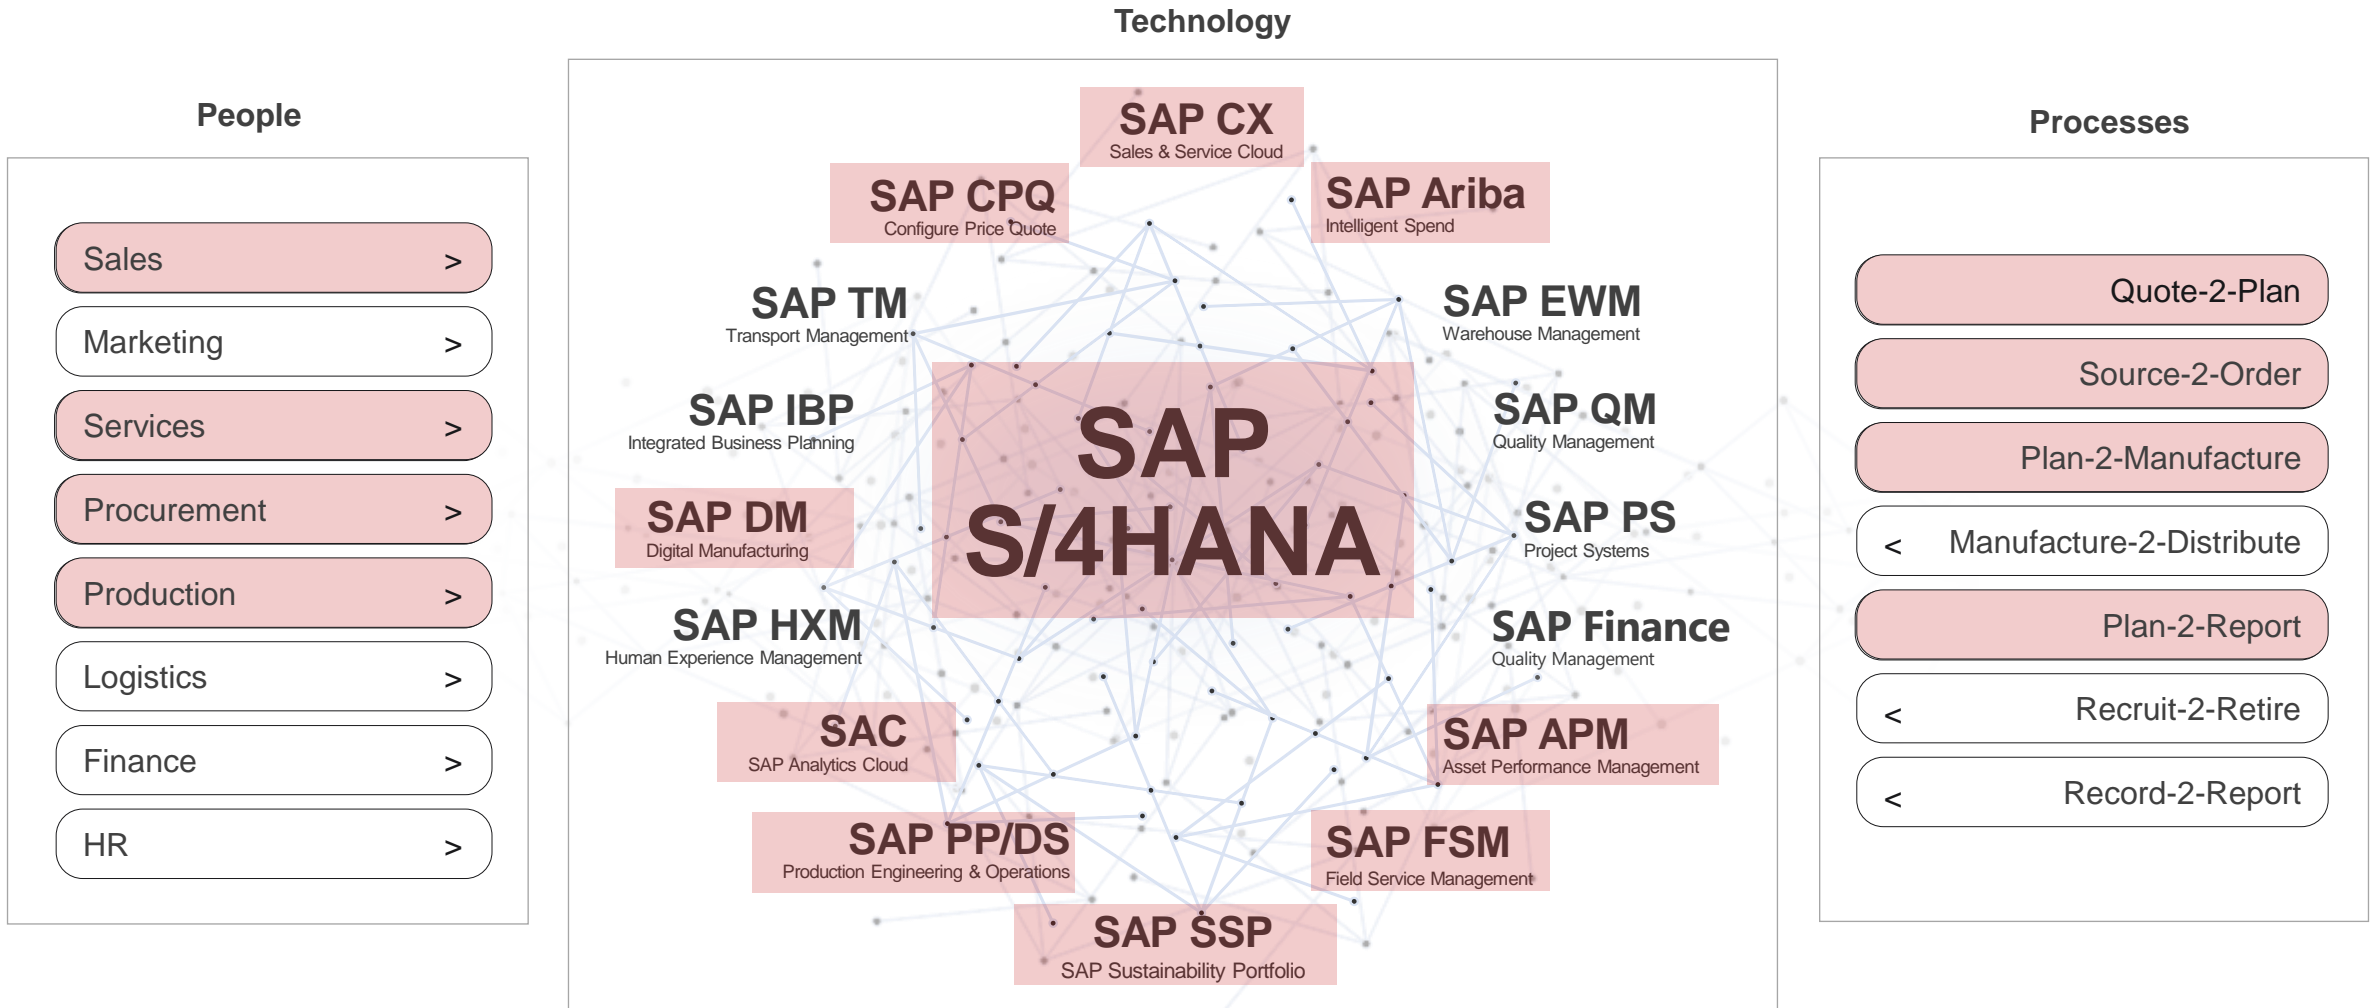 Technology
People
Sales >
Marketing >
Services >
Procurement >
Production >
Logistics >
Finance >
HR >
SAP CX
Sales & Service Cloud
SAP CPQ
Configure Price Quote
SAP Ariba
Intelligent Spend
SAP TM
Transport Management
SAP EWM
Warehouse Management
SAP IBP
Integrated Business Planning
SAP
S/4HANA
SAP QM
Quality Management
SAP DM
Digital Manufacturing
SAP PS
Project Systems
SAP HXM
Human Experience Management
SAP Finance
Quality Management
SAC
SAP Analytics Cloud
SAP APM
Asset Performance Management
SAP PP/DS
Production Engineering & Operations
SAP FSM
Field Service Management
SAP SSP
SAP Sustainability Portfolio
Processes
Quote-2-Plan
Source-2-Order
Plan-2-Manufacture
< Manufacture-2-Distribute
Plan-2-Report
< Recruit-2-Retire
< Record-2-Report